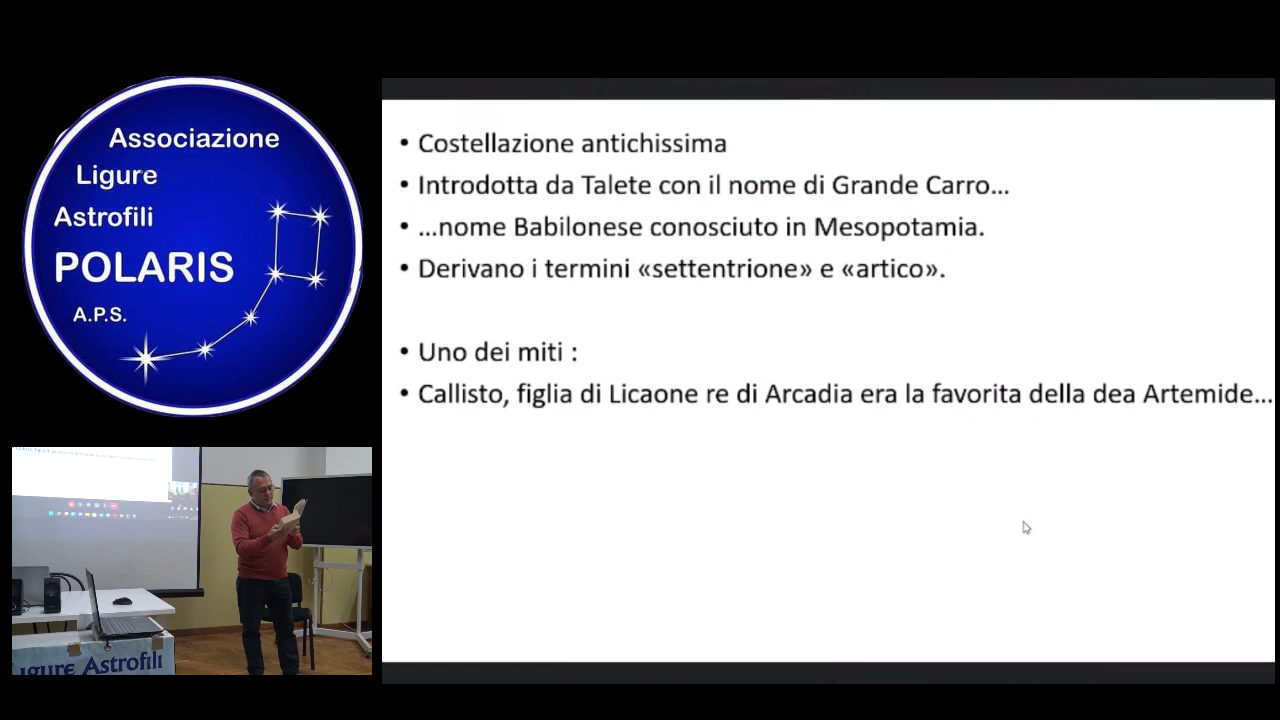 Associazione
Ligure
Astrofili
POLARIS
A.P.S.
• Costellazione antichissima
• Introdotta da Talete con il nome di Grande Carro...
• ...nome Babilonese conosciuto in Mesopotamia.
• Derivano i termini «settentrione» e «artico».
• Uno dei miti :
• Callisto, figlia di Licaone re di Arcadia era la favorita della dea Artemide...
igure Astrofili